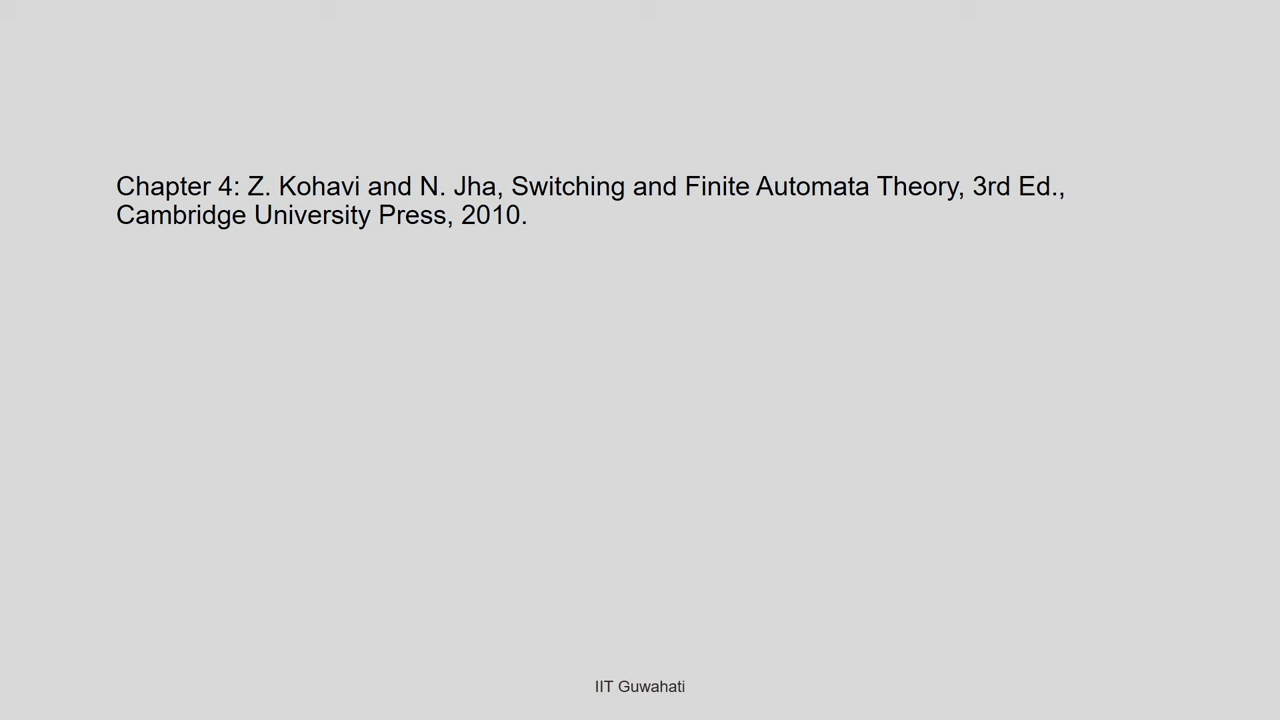 Chapter 4: Z. Kohavi and N. Jha, Switching and Finite Automata Theory, 3rd Ed.,
Cambridge University Press, 2010.
IIT Guwahati